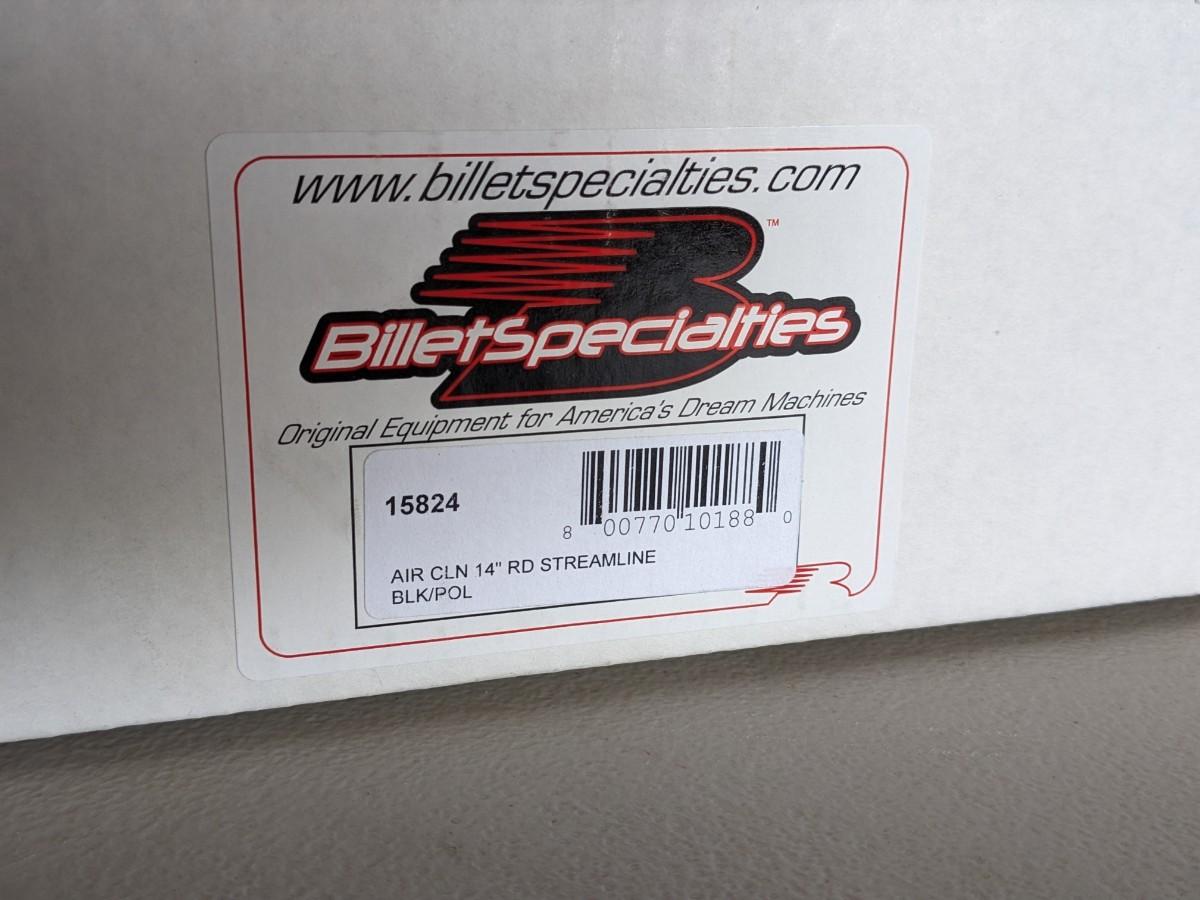 www.billetspecialties.com
TM
BilletSpecialties
Original Equipment for America's Dream Machines
15824
8 00770 10188 0
AIR CLN 14" RD STREAMLINE
BLK/POL